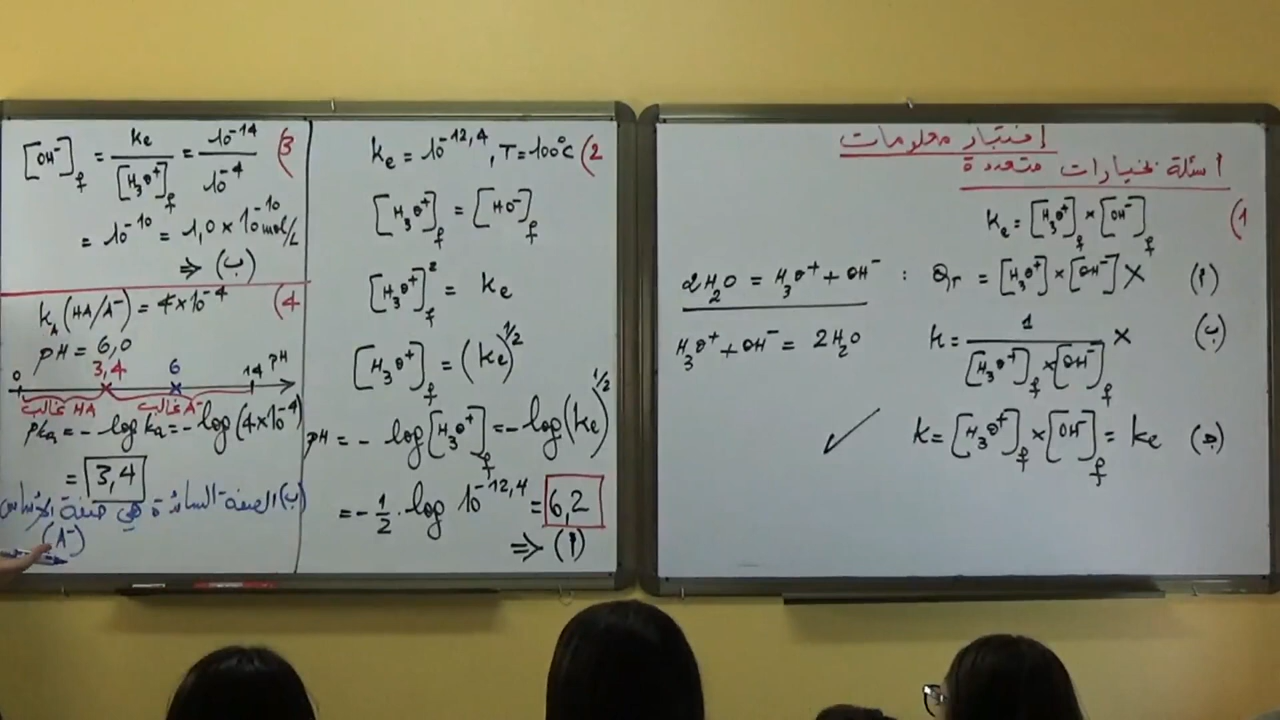 إختبار معلومات
أسئلة بخيارات متعددة
(1
Ke = [H3O+]f × [OH-]f
(أ) 2H2O = H3O+ + OH- : Qr = [H3O+] × [OH-] ×
(ب) H3O+ + OH- = 2H2O
k = 1 / [H3O+]f × [OH-]f ×
(ج) k = [H3O+]f × [OH-]f = ke ✓
(2
Ke = 10^-12,4 , T = 100°C
[H3O+]f = [HO-]f
[H3O+]f^2 = Ke
[H3O+]f = (Ke)^1/2
pH = - log[H3O+]f = - log(Ke)^1/2
= - 1/2 . log 10^-12,4 = 6,2
⇒ (أ)
(3
[OH-]f = Ke / [H3O+]f = 10^-14 / 10^-4
= 10^-10 = 1,0 × 10^-10 mol/L
⇒ (ب)
(4
KA (HA/A-) = 4×10^-4
pH = 6,0
0 3,4 6 14 pH
HA غالب A- غالب
pka = - log ka = - log (4×10^-4)
= 3,4
(ب) الصفة السائدة هي صفة الأساس
(A-)